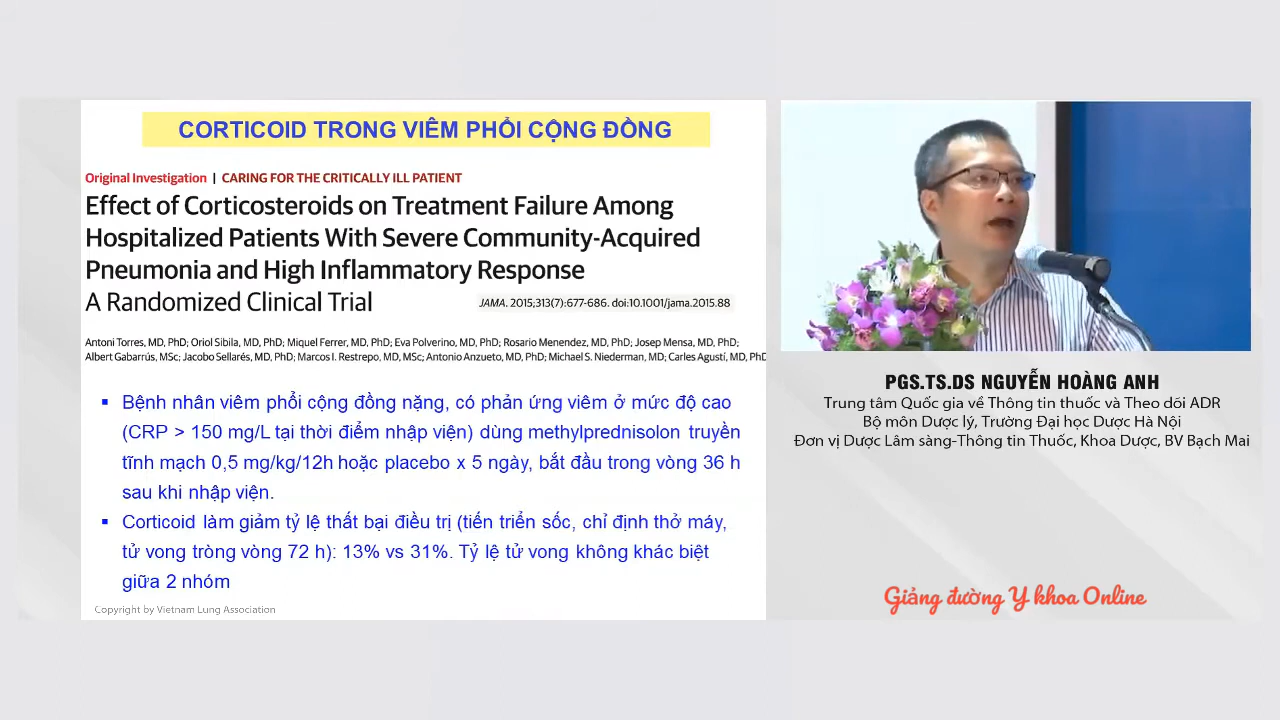 CORTICOID TRONG VIÊM PHỔI CỘNG ĐỒNG
Original Investigation | CARING FOR THE CRITICALLY ILL PATIENT
Effect of Corticosteroids on Treatment Failure Among
Hospitalized Patients With Severe Community-Acquired
Pneumonia and High Inflammatory Response
A Randomized Clinical Trial
JAMA. 2015;313(7):677-686. doi:10.1001/jama.2015.88
Antoni Torres, MD, PhD; Oriol Sibila, MD, PhD; Miquel Ferrer, MD, PhD; Eva Polverino, MD, PhD; Rosario Menendez, MD, PhD; Josep Mensa, MD, PhD;
Albert Gabarrús, MSc; Jacobo Sellarés, MD, PhD; Marcos I. Restrepo, MD, MSc; Antonio Anzueto, MD, PhD; Michael S. Niederman, MD; Carles Agustí, MD, PhD
▪ Bệnh nhân viêm phổi cộng đồng nặng, có phản ứng viêm ở mức độ cao
(CRP > 150 mg/L tại thời điểm nhập viện) dùng methylprednisolon truyền
tĩnh mạch 0,5 mg/kg/12h hoặc placebo x 5 ngày, bắt đầu trong vòng 36 h
sau khi nhập viện.
▪ Corticoid làm giảm tỷ lệ thất bại điều trị (tiến triển sốc, chỉ định thở máy,
tử vong tròng vòng 72 h): 13% vs 31%. Tỷ lệ tử vong không khác biệt
giữa 2 nhóm
Copyright by Vietnam Lung Association
PGS.TS.DS NGUYỄN HOÀNG ANH
Trung tâm Quốc gia về Thông tin thuốc và Theo dõi ADR
Bộ môn Dược lý, Trường Đại học Dược Hà Nội
Đơn vị Dược Lâm sàng-Thông tin Thuốc, Khoa Dược, BV Bạch Mai
Giảng đường Y khoa Online